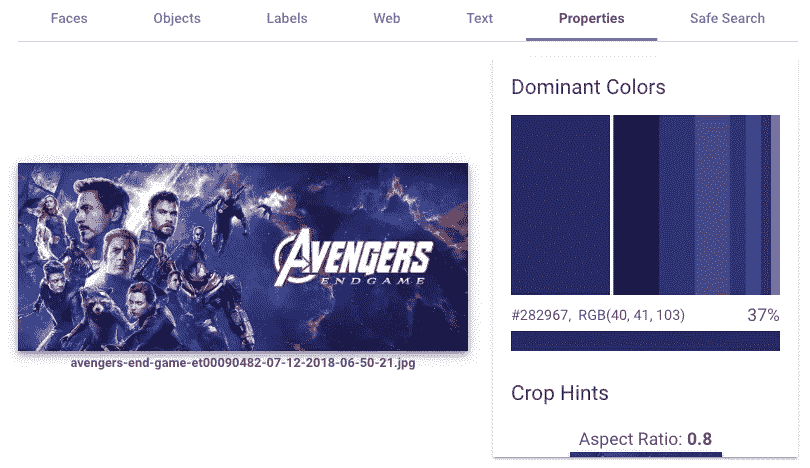 Faces Objects Labels Web Text Properties Safe Search
Dominant Colors
AVENGERS
ENDGAME
#282967, RGB(40, 41, 103) 37%
avengers-end-game-et00090482-07-12-2018-06-50-21.jpg
Crop Hints
Aspect Ratio: 0.8